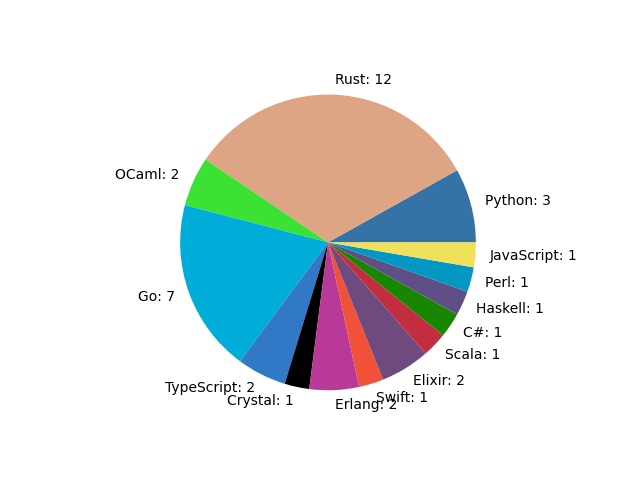 Rust: 12
Python: 3
OCaml: 2
Go: 7
TypeScript: 2
Crystal: 1
Erlang: 2
Swift: 1
Elixir: 2
Scala: 1
C#: 1
Haskell: 1
Perl: 1
JavaScript: 1